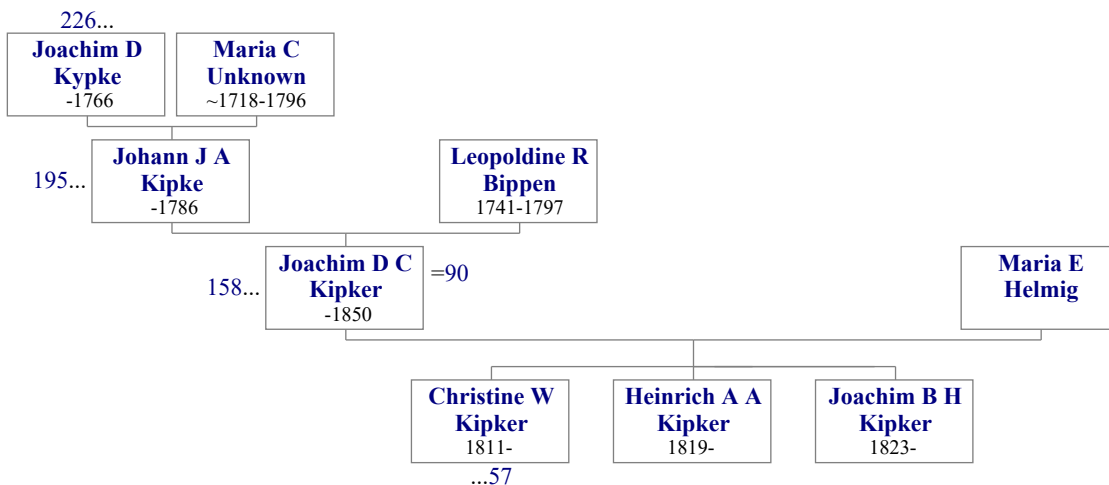 226...
Joachim D
Kypke
-1766
Maria C
Unknown
~1718-1796
195...
Johann J A
Kipke
-1786
Leopoldine R
Bippen
1741-1797
158...
Joachim D C
Kipker
-1850
=90
Maria E
Helmig
Christine W
Kipker
1811-
...57
Heinrich A A
Kipker
1819-
Joachim B H
Kipker
1823-